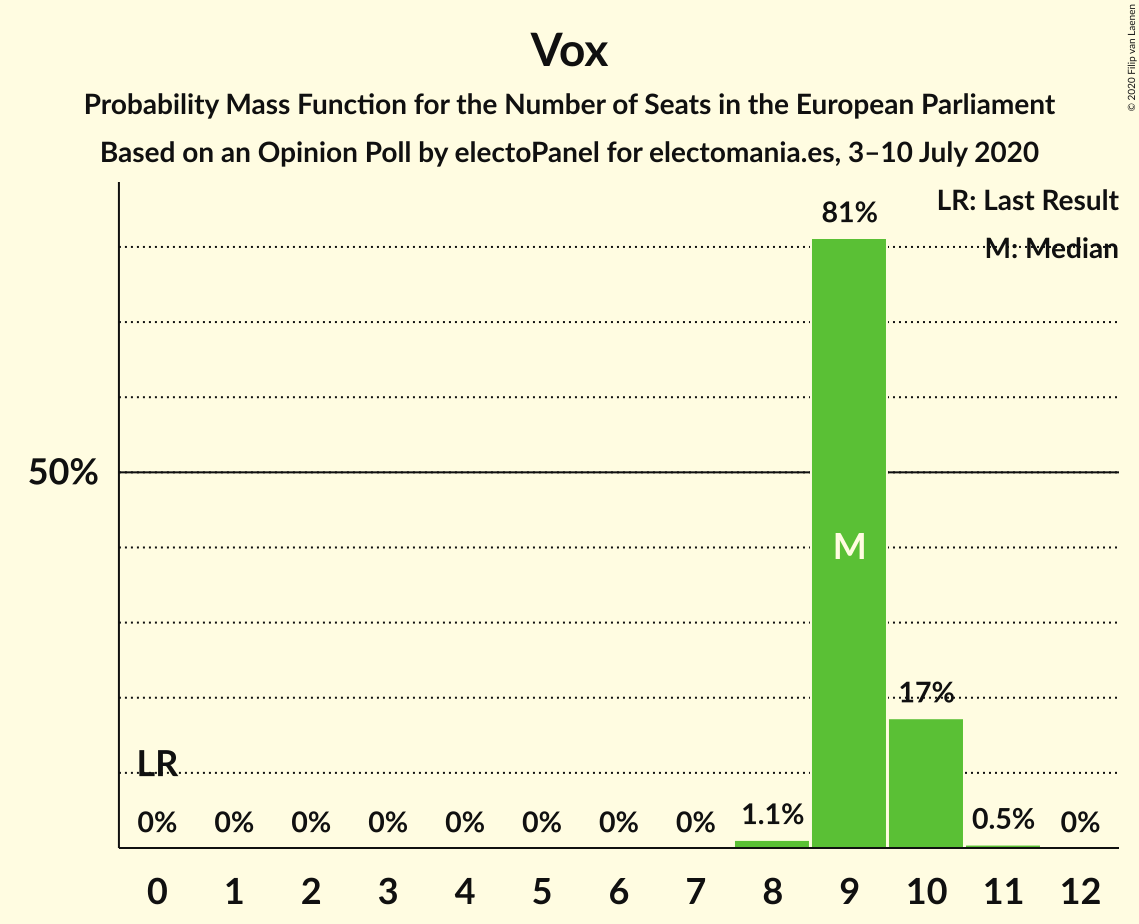 Vox
Probability Mass Function for the Number of Seats in the European Parliament
Based on an Opinion Poll by electoPanel for electomania.es, 3–10 July 2020
© 2020 Filip van Laenen
LR: Last Result
M: Median
81%
50%
M
17%
LR
0% 0% 0% 0% 0% 0% 0% 0% 1.1% 0.5% 0%
0 1 2 3 4 5 6 7 8 9 10 11 12